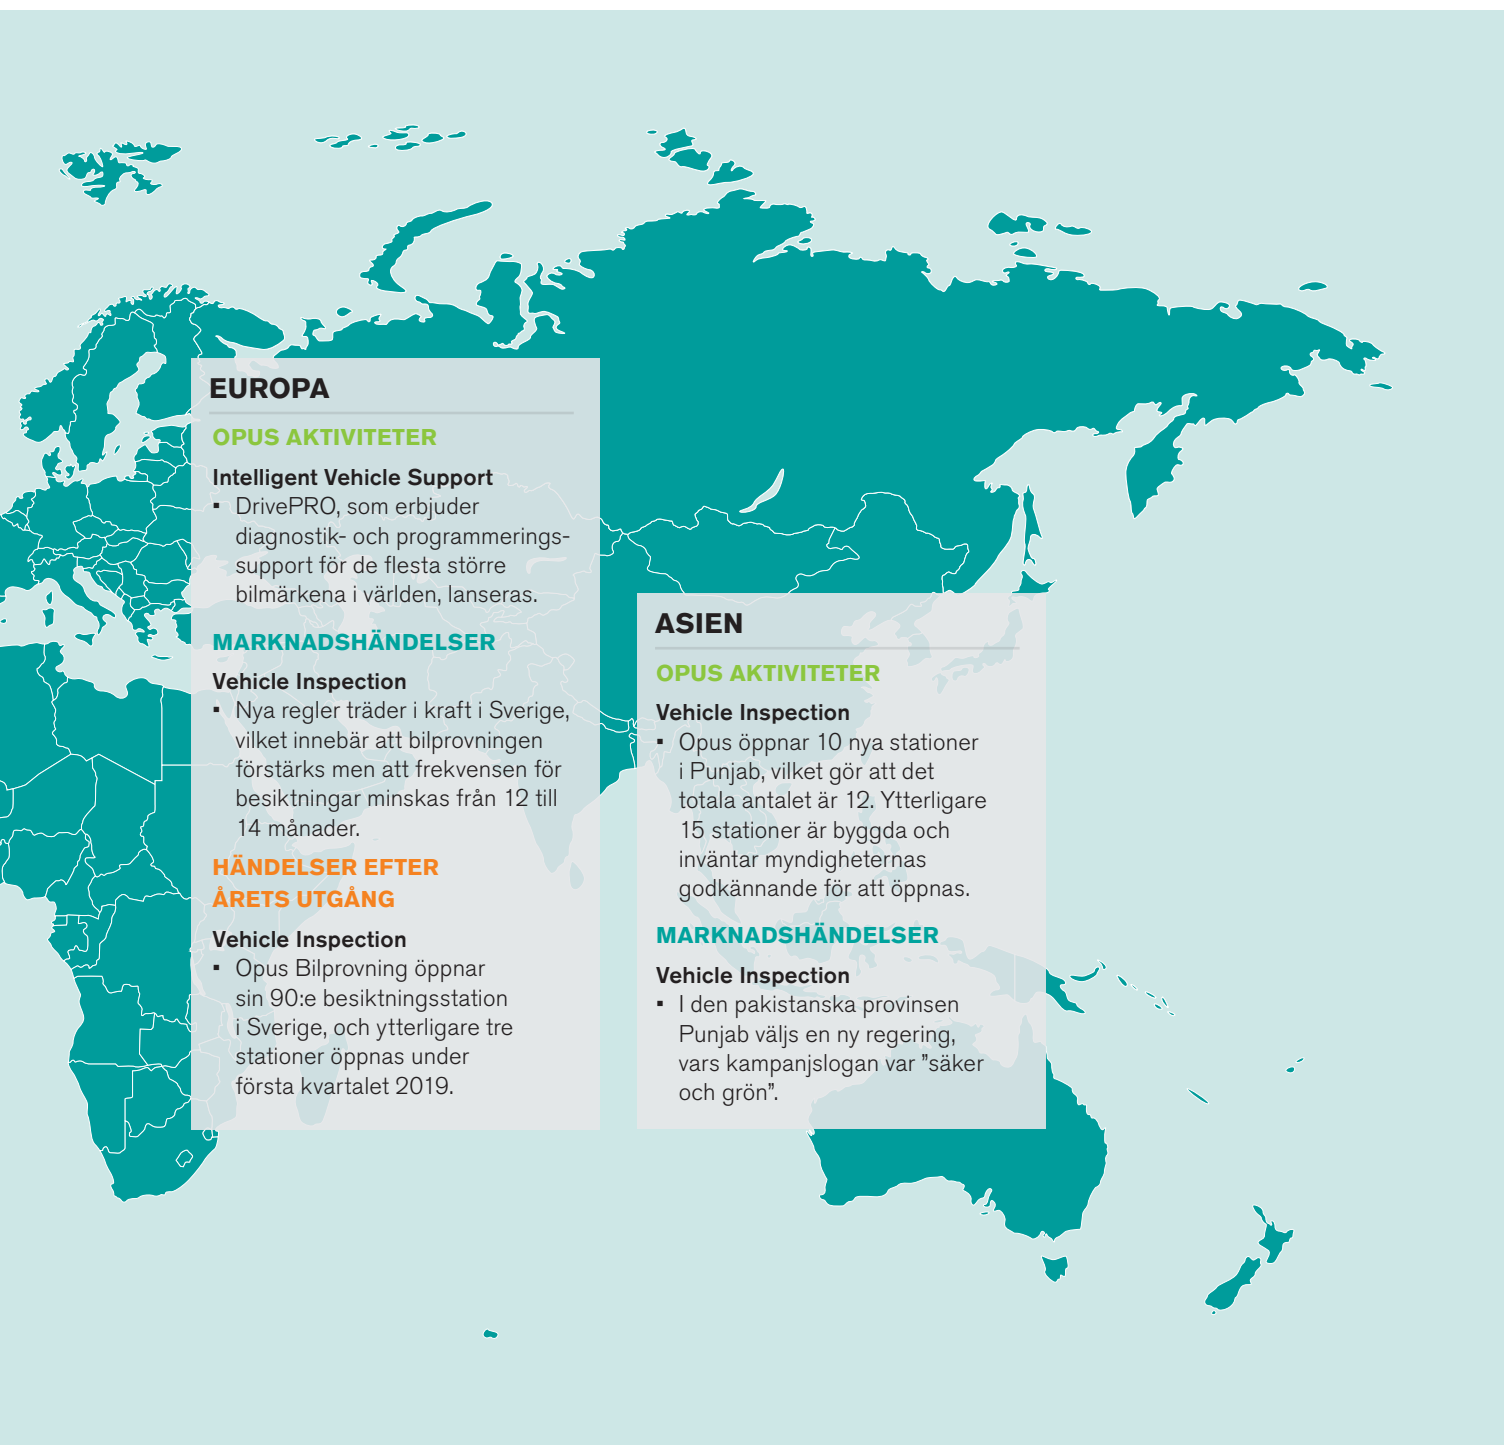 EUROPA
OPUS AKTIVITETER
Intelligent Vehicle Support
▪ DrivePRO, som erbjuder
diagnostik- och programmerings-
support för de flesta större
bilmärkena i världen, lanseras.
MARKNADSHÄNDELSER
Vehicle Inspection
▪ Nya regler träder i kraft i Sverige,
vilket innebär att bilprovningen
förstärks men att frekvensen för
besiktningar minskas från 12 till
14 månader.
HÄNDELSER EFTER
ÅRETS UTGÅNG
Vehicle Inspection
▪ Opus Bilprovning öppnar
sin 90:e besiktningsstation
i Sverige, och ytterligare tre
stationer öppnas under
första kvartalet 2019.
ASIEN
OPUS AKTIVITETER
Vehicle Inspection
▪ Opus öppnar 10 nya stationer
i Punjab, vilket gör att det
totala antalet är 12. Ytterligare
15 stationer är byggda och
inväntar myndigheternas
godkännande för att öppnas.
MARKNADSHÄNDELSER
Vehicle Inspection
▪ I den pakistanska provinsen
Punjab väljs en ny regering,
vars kampanjslogan var ”säker
och grön”.